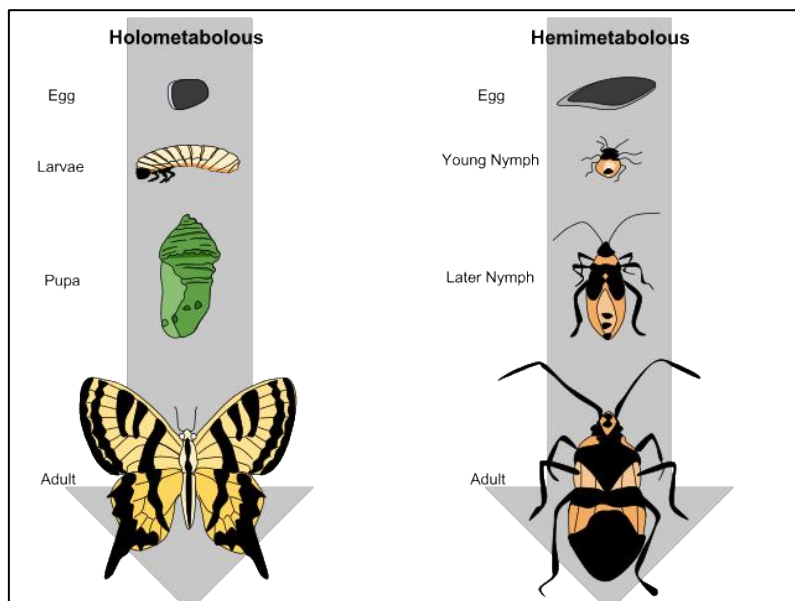 Holometabolous
Egg
Larvae
Pupa
Adult
Hemimetabolous
Egg
Young Nymph
Later Nymph
Adult